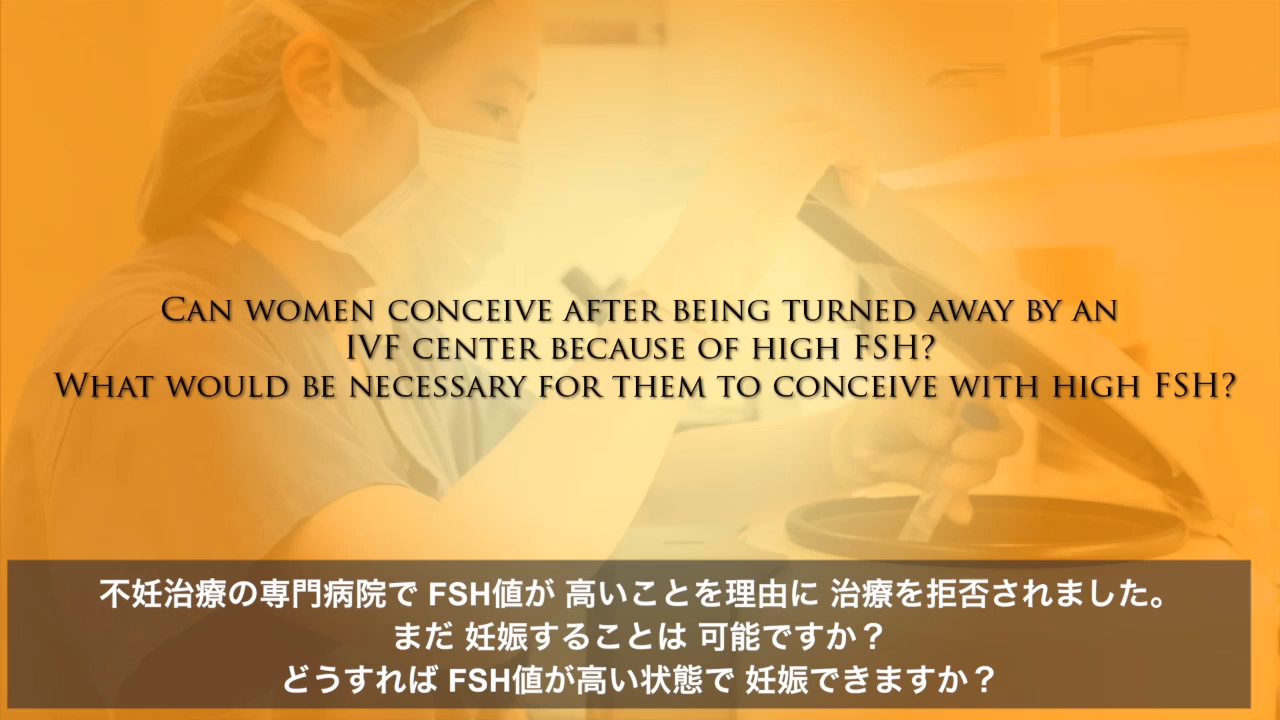 Can women conceive after being turned away by an
IVF center because of high FSH?
What would be necessary for them to conceive with high FSH?
不妊治療の専門病院で FSH値が 高いことを理由に 治療を拒否されました。
まだ 妊娠することは 可能ですか？
どうすれば FSH値が高い状態で 妊娠できますか？